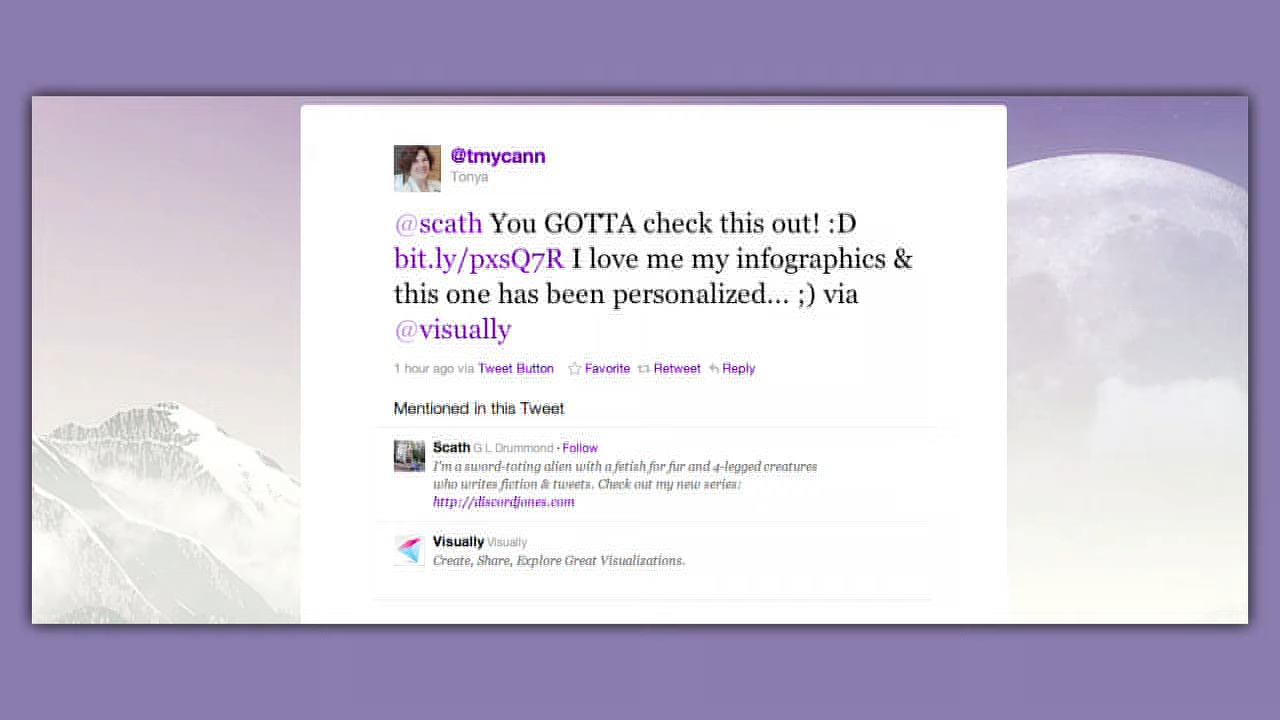 @tmycann
Tonya
@scath You GOTTA check this out! :D
bit.ly/pxsQ7R I love me my infographics &
this one has been personalized... ;) via
@visually
1 hour ago via Tweet Button Favorite Retweet Reply
Mentioned in this Tweet
Scath G L Drummond · Follow
I'm a sword-toting alien with a fetish for fur and 4-legged creatures
who writes fiction & tweets. Check out my new series:
http://discordjones.com
Visually Visually
Create, Share, Explore Great Visualizations.